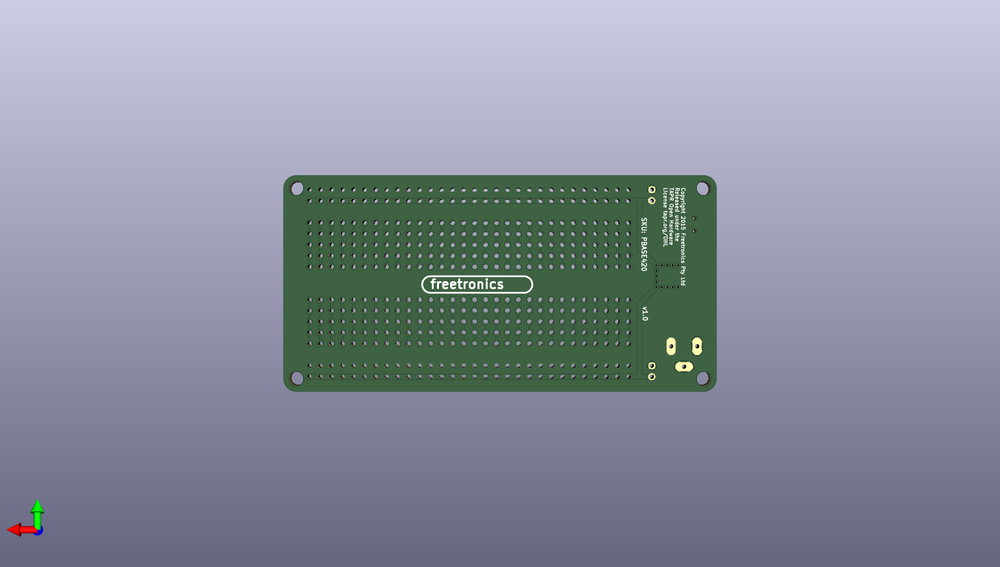 Copyright 2015 Freetronics Pty Ltd
Released under the
TAPR Open Hardware
License tapr.org/OHL
SKU: PBASE420
freetronics
v1.0